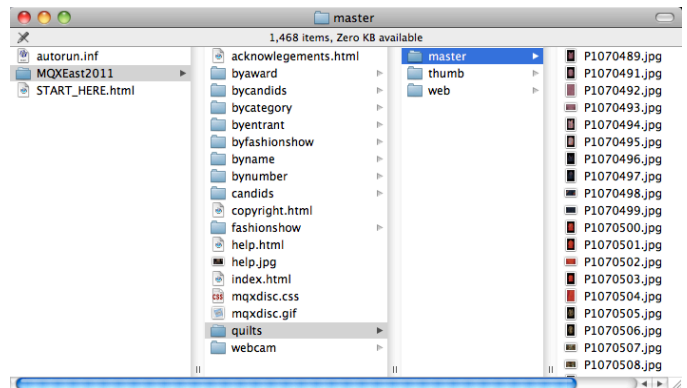 master
1,468 items, Zero KB available
autorun.inf
MQXEast2011
START_HERE.html
acknowlegements.html
byaward
bycandids
bycategory
byentrant
byfashionshow
byname
bynumber
candids
copyright.html
fashionshow
help.html
help.jpg
index.html
CSS mqxdisc.css
mqxdisc.gif
quilts
webcam
master
thumb
web
P1070489.jpg
P1070491.jpg
P1070492.jpg
P1070493.jpg
P1070494.jpg
P1070495.jpg
P1070496.jpg
P1070497.jpg
P1070498.jpg
P1070499.jpg
P1070500.jpg
P1070501.jpg
P1070502.jpg
P1070503.jpg
P1070504.jpg
P1070505.jpg
P1070506.jpg
P1070507.jpg
P1070508.jpg